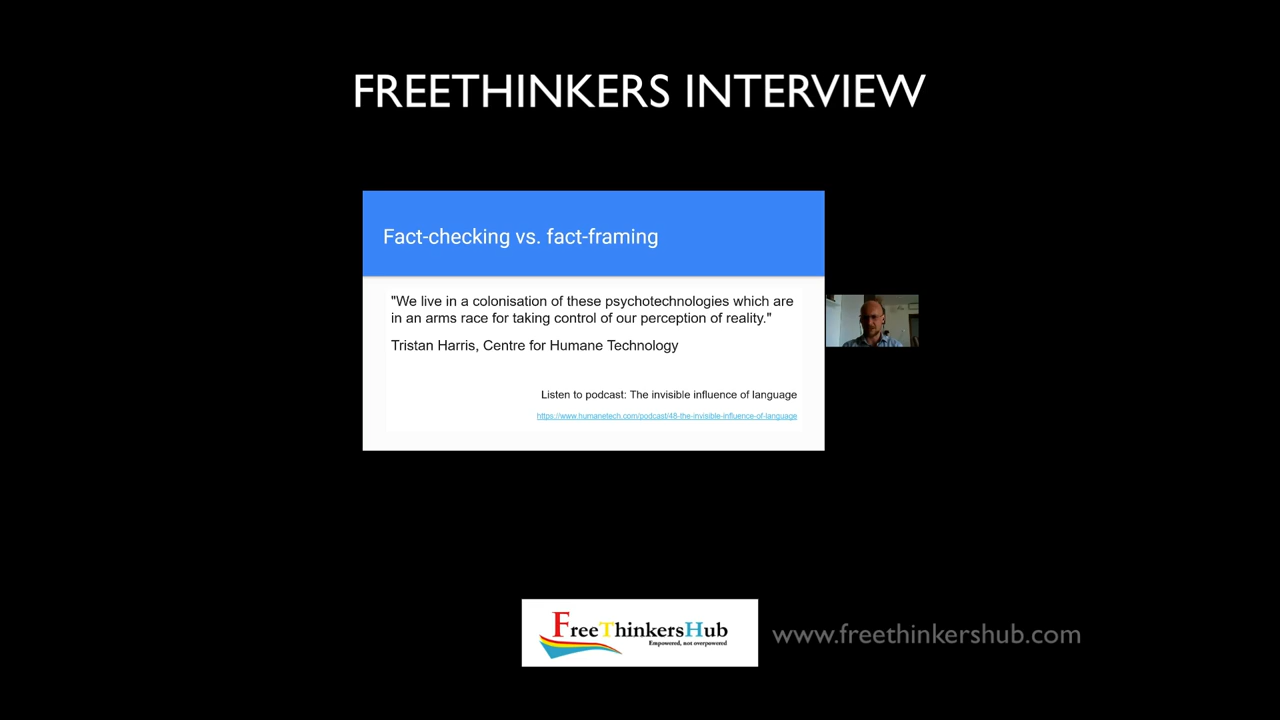 FREETHINKERS INTERVIEW
Fact-checking vs. fact-framing
"We live in a colonisation of these psychotechnologies which are
in an arms race for taking control of our perception of reality."
Tristan Harris, Centre for Humane Technology
Listen to podcast: The invisible influence of language
https://www.humanetech.com/podcast/48-the-invisible-influence-of-language
FreeThinkersHub
Empowered, not overpowered
www.freethinkershub.com